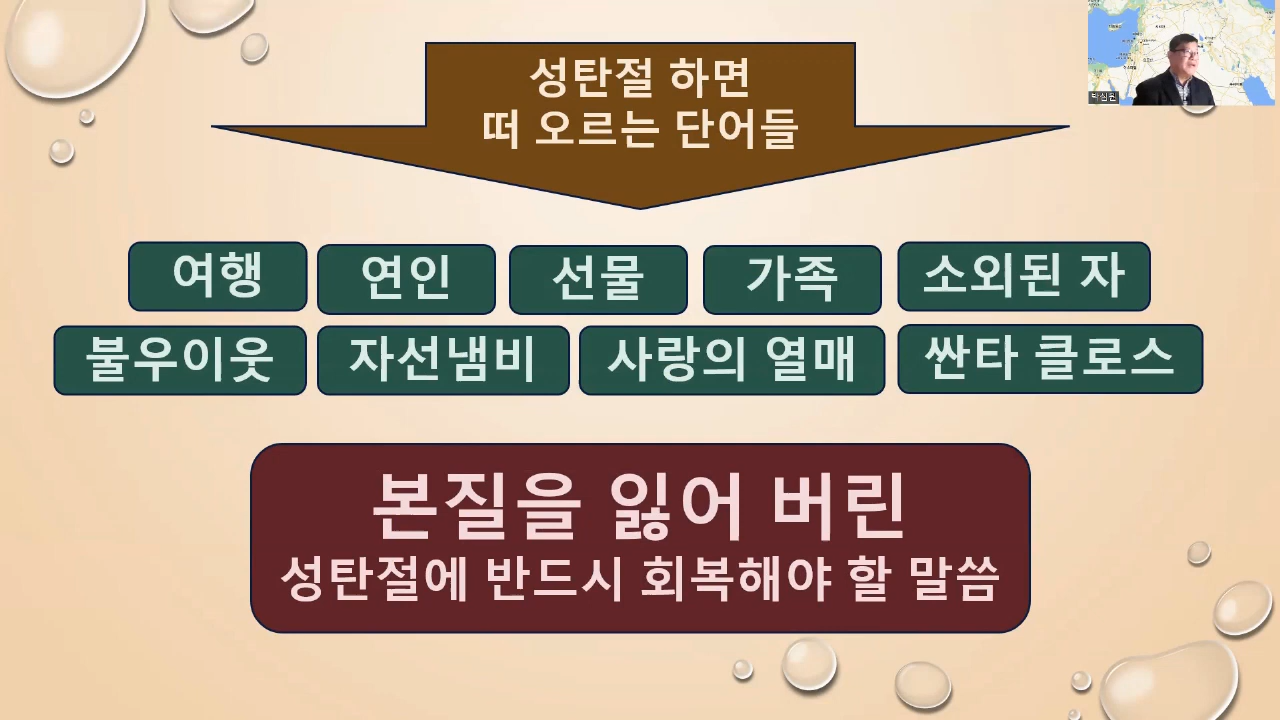 성탄절 하면
떠 오르는 단어들
여행
연인
선물
가족
소외된 자
불우이웃
자선냄비
사랑의 열매
싼타 클로스
본질을 잃어 버린
성탄절에 반드시 회복해야 할 말씀